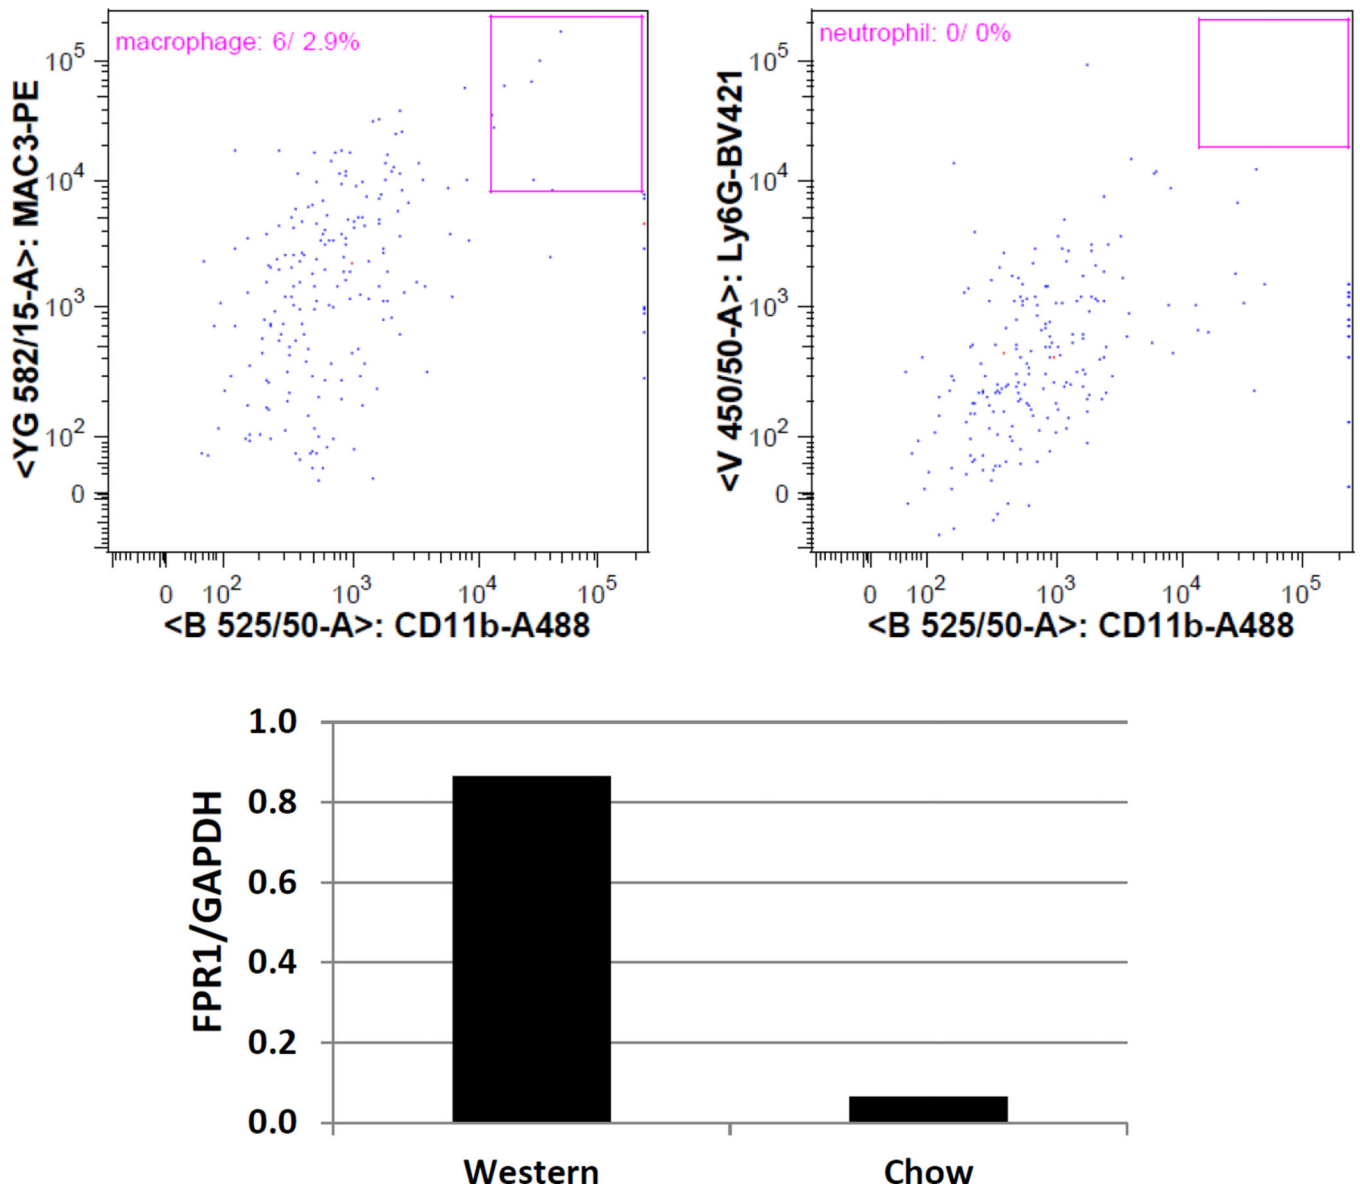 macrophage: 6/ 2.9%
<YG 582/15-A>: MAC3-PE
10^5
10^4
10^3
10^2
0
0 10^2 10^3 10^4 10^5
<B 525/50-A>: CD11b-A488
neutrophil: 0/ 0%
<V 450/50-A>: Ly6G-BV421
10^5
10^4
10^3
10^2
0
0 10^2 10^3 10^4 10^5
<B 525/50-A>: CD11b-A488
FPR1/GAPDH
1.0
0.8
0.6
0.4
0.2
0.0
Western Chow